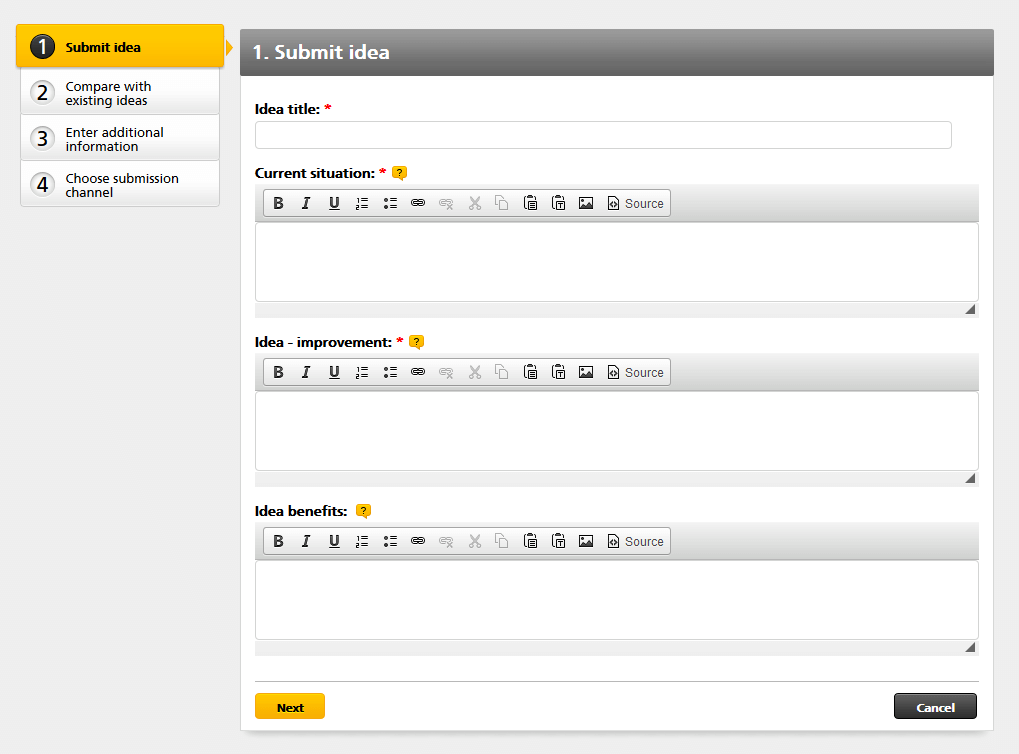 1 Submit idea
2 Compare with
existing ideas
3 Enter additional
information
4 Choose submission
channel
1. Submit idea
Idea title: *
Current situation: * ?
B I U Source
Idea - improvement: * ?
B I U Source
Idea benefits: ?
B I U Source
Next
Cancel